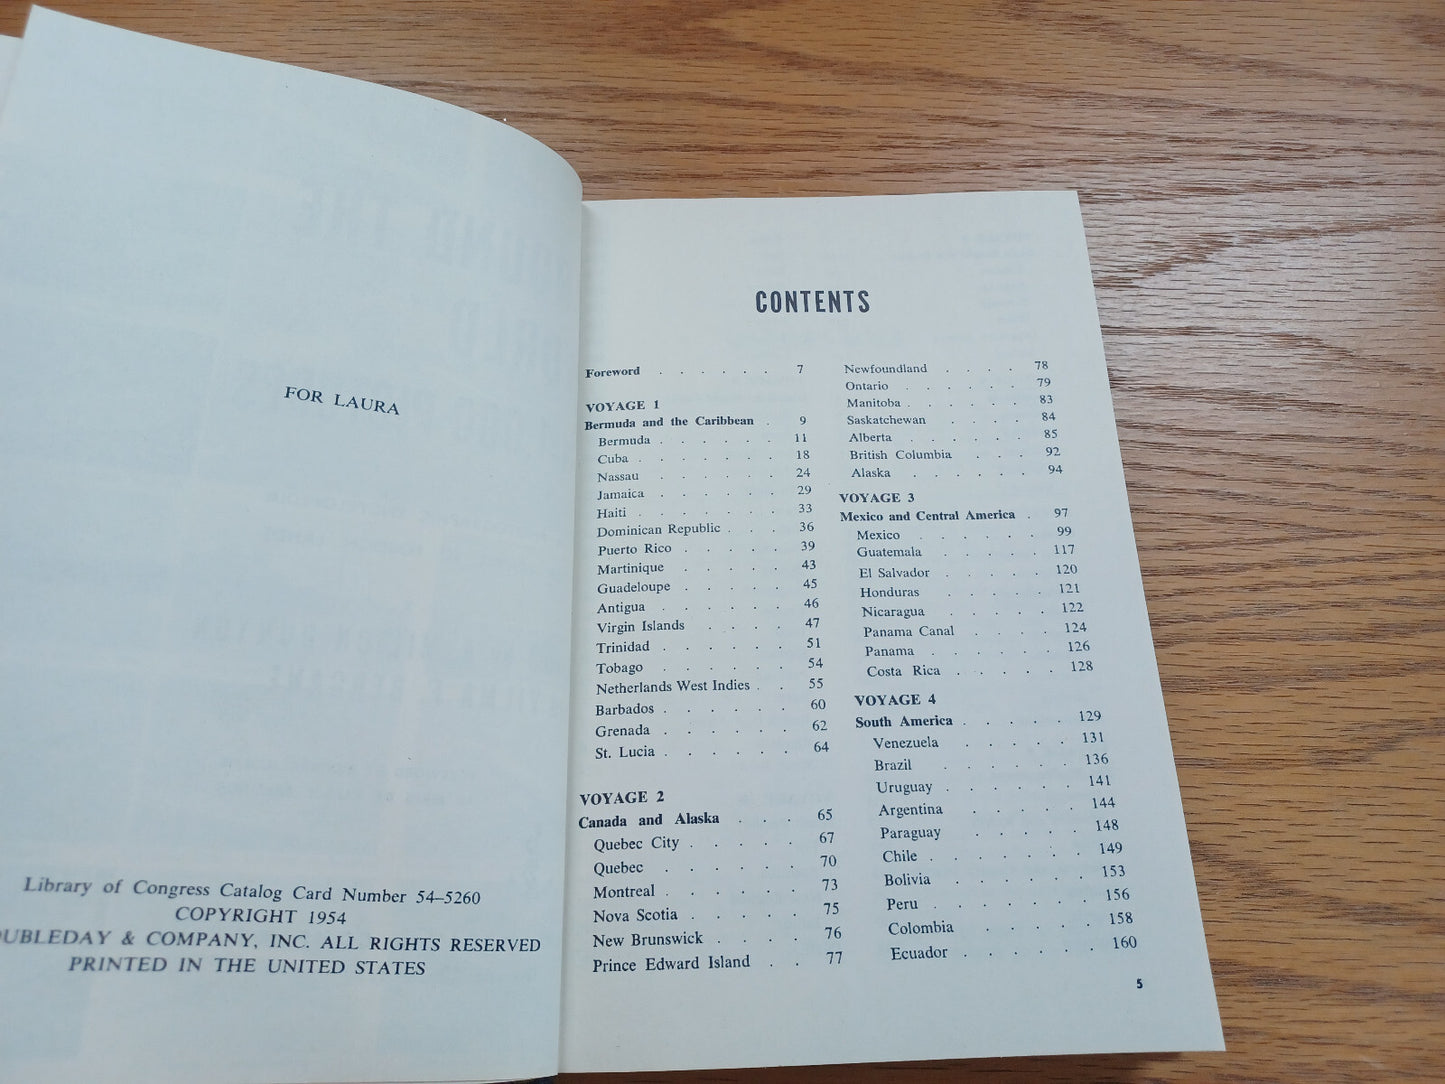 FOR LAURA
Library of Congress Catalog Card Number 54–5260
COPYRIGHT 1954
& COMPANY, INC. ALL RIGHTS RESERVED
PRINTED IN THE UNITED STATES
CONTENTS
Foreword . . . . . . 7
VOYAGE 1
Bermuda and the Caribbean . 9
Bermuda . . . . . . 11
Cuba . . . . . . . 18
Nassau . . . . . . 24
Jamaica . . . . . . 29
Haiti . . . . . . . 33
Dominican Republic . . . 36
Puerto Rico . . . . . 39
Martinique . . . . . 43
Guadeloupe . . . . . 45
Antigua . . . . . . 46
Virgin Islands . . . . 47
Trinidad . . . . . . 51
Tobago . . . . . . 54
Netherlands West Indies . . 55
Barbados . . . . . . 60
Grenada . . . . . . 62
St. Lucia . . . . . . 64
VOYAGE 2
Canada and Alaska . . . 65
Quebec City . . . . . 67
Quebec . . . . . . 70
Montreal . . . . . . 73
Nova Scotia . . . . . 75
New Brunswick . . . . 76
Prince Edward Island . . 77
Newfoundland . . . . 78
Ontario . . . . . . 79
Manitoba . . . . . . 83
Saskatchewan . . . . 84
Alberta . . . . . . 85
British Columbia . . . 92
Alaska . . . . . . 94
VOYAGE 3
Mexico and Central America . 97
Mexico . . . . . . 99
Guatemala . . . . . 117
El Salvador . . . . . 120
Honduras . . . . . 121
Nicaragua . . . . . 122
Panama Canal . . . . 124
Panama . . . . . . 126
Costa Rica . . . . . 128
VOYAGE 4
South America . . . . . 129
Venezuela . . . . . 131
Brazil . . . . . . 136
Uruguay . . . . . . 141
Argentina . . . . . 144
Paraguay . . . . . 148
Chile . . . . . . . 149
Bolivia . . . . . . 153
Peru . . . . . . . 156
Colombia . . . . . 158
Ecuador . . . . . . 160
5